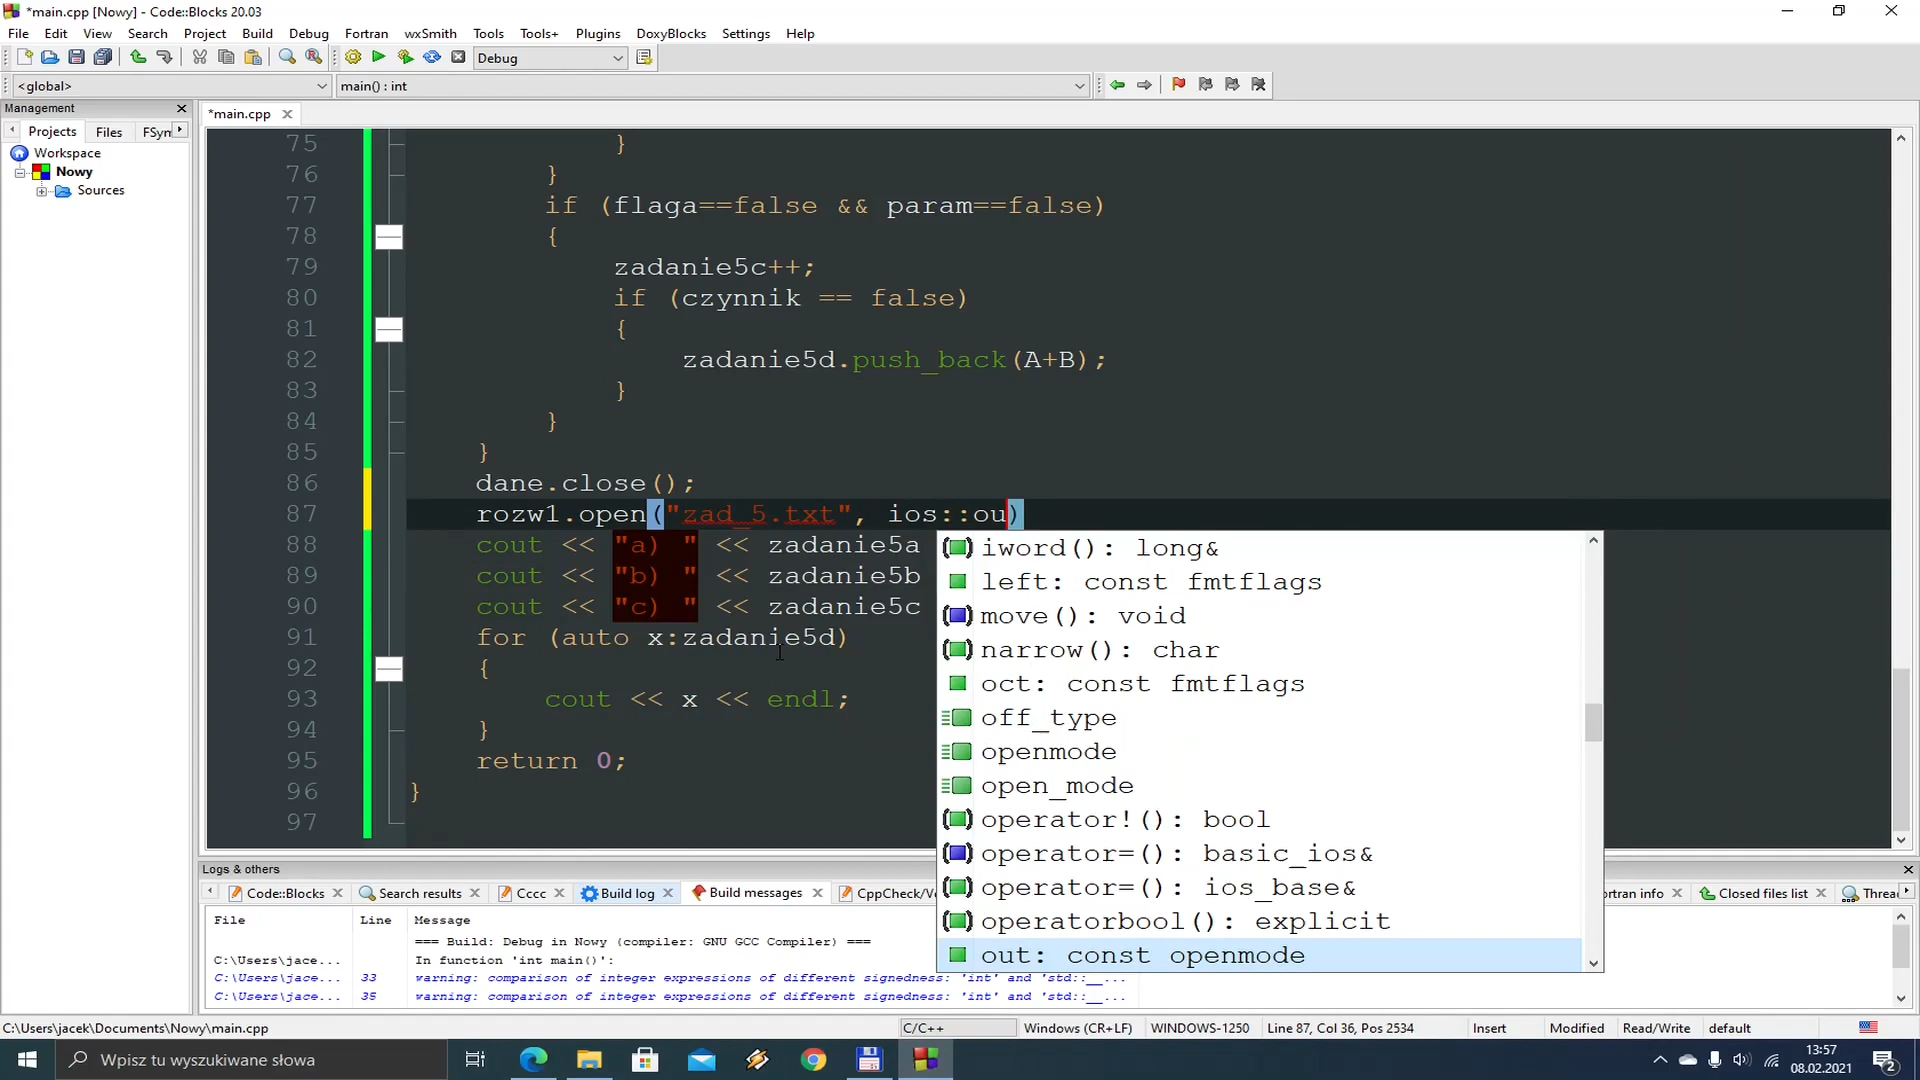 *main.cpp [Nowy] - Code::Blocks 20.03
File Edit View Search Project Build Debug Fortran wxSmith Tools Tools+ Plugins DoxyBlocks Settings Help
Debug
<global> main() : int
Management
*main.cpp
Projects Files FSyn
Workspace
Nowy
Sources
75 }
76 }
77 if (flaga==false && param==false)
78 {
79 zadanie5c++;
80 if (czynnik == false)
81 {
82 zadanie5d.push_back(A+B);
83 }
84 }
85 }
86 dane.close();
87 rozw1.open("zad_5.txt", ios::ou)
88 cout << "a) " << zadanie5a
89 cout << "b) " << zadanie5b
90 cout << "c) " << zadanie5c
91 for (auto x:zadanie5d)
92 {
93 cout << x << endl;
94 }
95 return 0;
96 }
97
iword(): long&
left: const fmtflags
move(): void
narrow(): char
oct: const fmtflags
off_type
openmode
open_mode
operator!(): bool
operator=(): basic_ios&
operator=(): ios_base&
operatorbool(): explicit
out: const openmode
Logs & others
Code::Blocks Search results Cccc Build log Build messages CppCheck/Ve ortran info Closed files list Threa
File Line Message
=== Build: Debug in Nowy (compiler: GNU GCC Compiler) ===
C:\Users\jace... In function 'int main()':
C:\Users\jace... 33 warning: comparison of integer expressions of different signedness: 'int' and 'std::__...
C:\Users\jace... 35 warning: comparison of integer expressions of different signedness: 'int' and 'std::__...
C:\Users\jacek\Documents\Nowy\main.cpp C/C++ Windows (CR+LF) WINDOWS-1250 Line 87, Col 36, Pos 2534 Insert Modified Read/Write default
Wpisz tu wyszukiwane słowa
13:57
08.02.2021
2